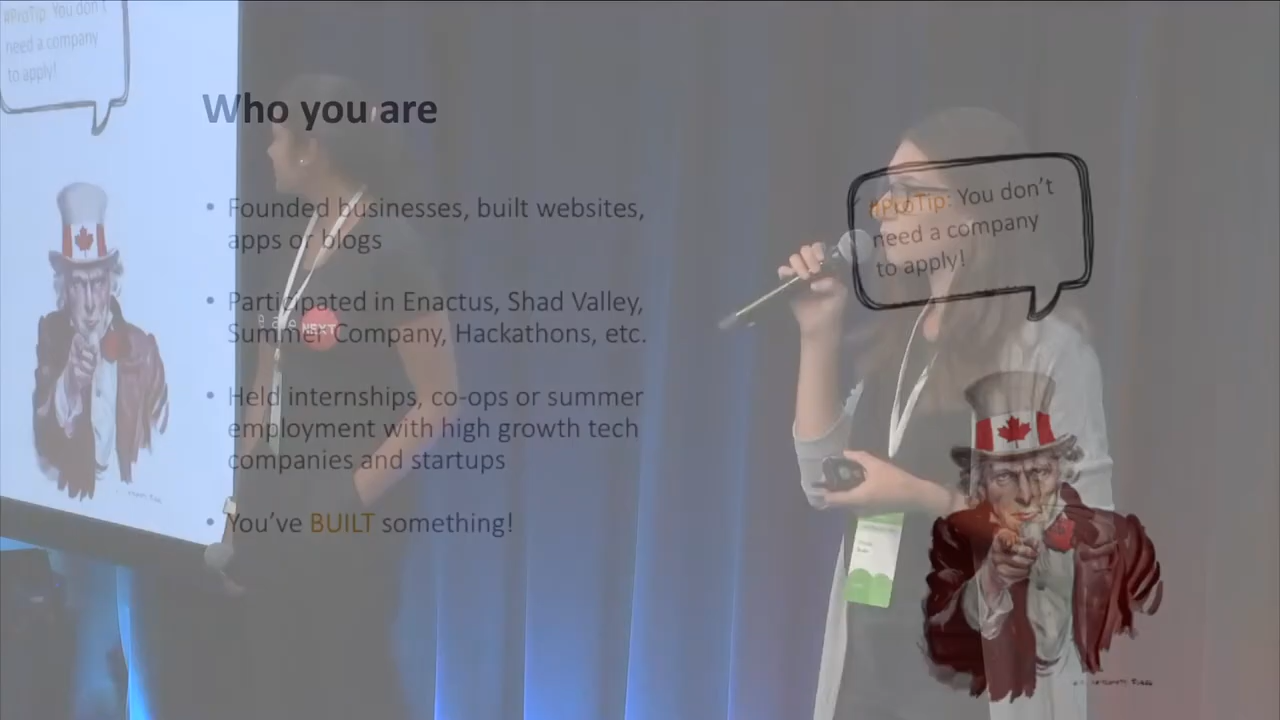 #ProTip: You don't
need a company
to apply!
Who you are
• Founded businesses, built websites,
apps or blogs
• Participated in Enactus, Shad Valley,
Summer Company, Hackathons, etc.
• Held internships, co-ops or summer
employment with high growth tech
companies and startups
• You've BUILT something!
#ProTip: You don't
need a company
to apply!
NEXT